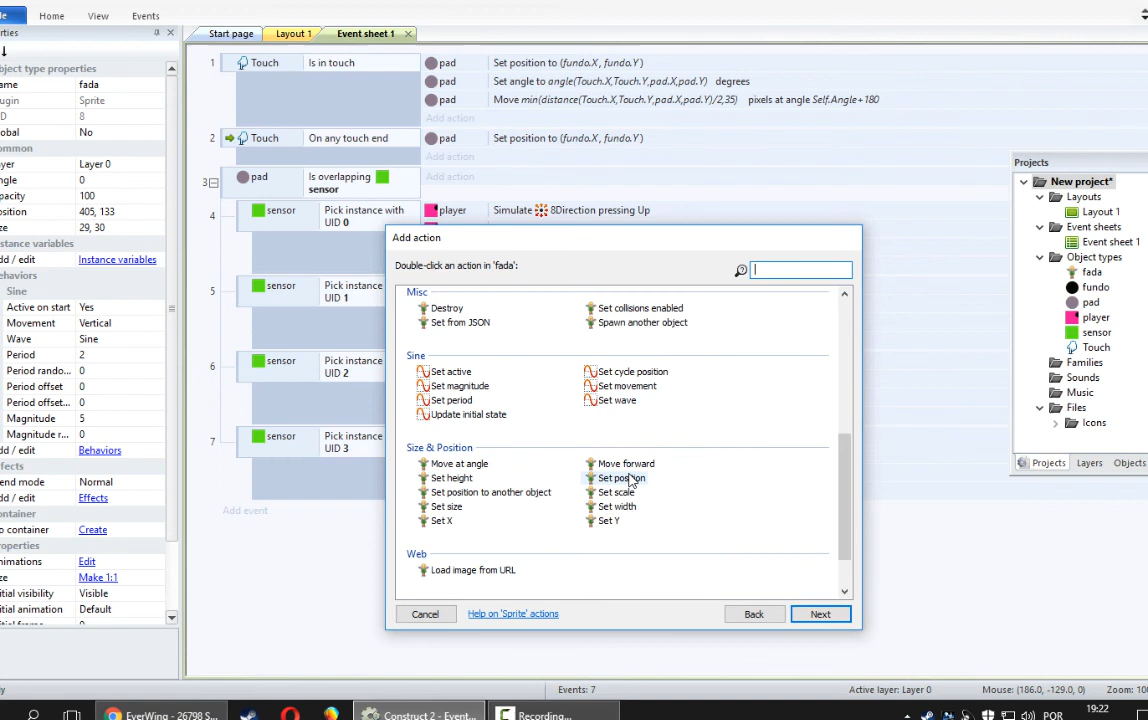 Home View Events
Start page Layout 1 Event sheet 1
object type properties
fada
Sprite
8
No
Layer 0
0
100
405, 133
29, 30
Add / edit Instance variables
Sine
Active on start Yes
Movement Vertical
Wave Sine
Period 2
Period rando... 0
Period offset 0
Period offset... 0
Magnitude 5
Magnitude r... 0
Behaviors
Normal
Effects
Create
Edit
Make 1:1
Visible
Default
1 Touch Is in touch pad Set position to (fundo.X , fundo.Y )
pad Set angle to angle(Touch.X,Touch.Y,pad.X,pad.Y) degrees
pad Move min(distance(Touch.X,Touch.Y,pad.X,pad.Y)/2,35) pixels at angle Self.Angle+180
Add action
2 Touch On any touch end pad Set position to (fundo.X , fundo.Y )
Add action
3 pad Is overlapping sensor Add action
4 sensor Pick instance with UID 0 player Simulate 8Direction pressing Up
5 sensor Pick instance UID 1
6 sensor Pick instance UID 2
7 sensor Pick instance UID 3
Add event
Add action
Double-click an action in 'fada':
Misc
Destroy Set collisions enabled
Set from JSON Spawn another object
Sine
Set active Set cycle position
Set magnitude Set movement
Set period Set wave
Update initial state
Size & Position
Move at angle Move forward
Set height Set position
Set position to another object Set scale
Set size Set width
Set X Set Y
Web
Load image from URL
Cancel Help on 'Sprite' actions Back Next
Projects
New project*
Layouts
Layout 1
Event sheets
Event sheet 1
Object types
fada
fundo
pad
player
sensor
Touch
Families
Sounds
Music
Files
Icons
Projects Layers Objects
Events: 7 Active layer: Layer 0 Mouse: (186.0, -129.0, 0)
EverWing - 26798 S... Construct 2 - Event... Recording... POR 19:22